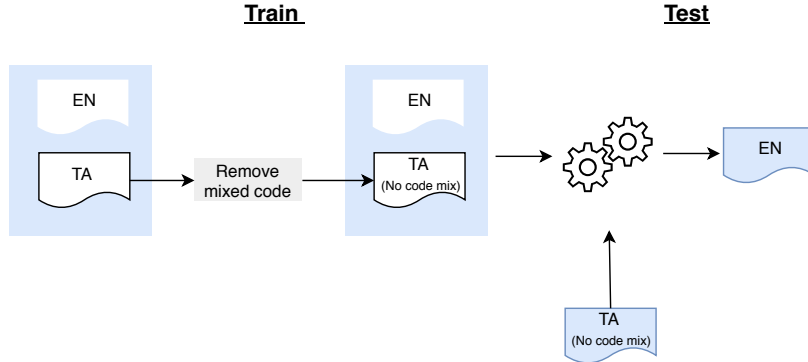 Train
Test
EN
EN
EN
TA
Remove
mixed code
TA
(No code mix)
TA
(No code mix)